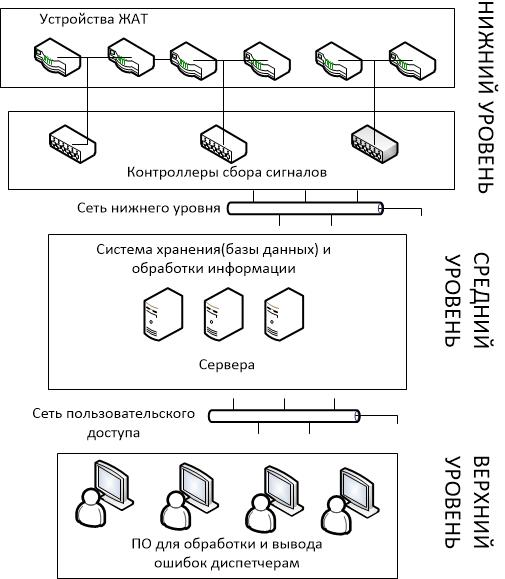 Устройства ЖАТ
НИЖНИЙ УРОВЕНЬ
Контроллеры сбора сигналов
Сеть нижнего уровня
Система хранения(базы данных) и
обработки информации
Сервера
СРЕДНИЙ
УРОВЕНЬ
Сеть пользовательского
доступа
ПО для обработки и вывода
ошибок диспетчерам
ВЕРХНИЙ
УРОВЕНЬ